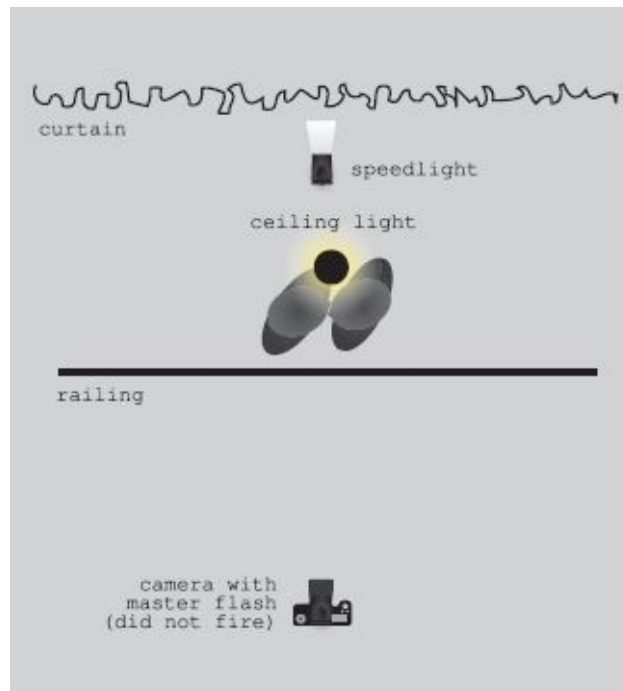 curtain
speedlight
ceiling light
railing
camera with
master flash
(did not fire)